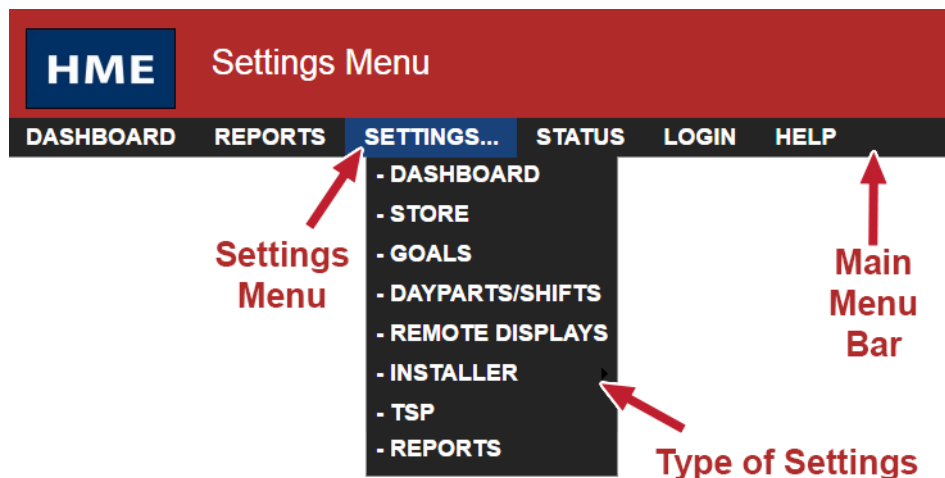 HME
Settings Menu
DASHBOARD REPORTS SETTINGS... STATUS LOGIN HELP
- DASHBOARD
- STORE
- GOALS
- DAYPARTS/SHIFTS
- REMOTE DISPLAYS
- INSTALLER
- TSP
- REPORTS
Settings
Menu
Main
Menu
Bar
Type of Settings